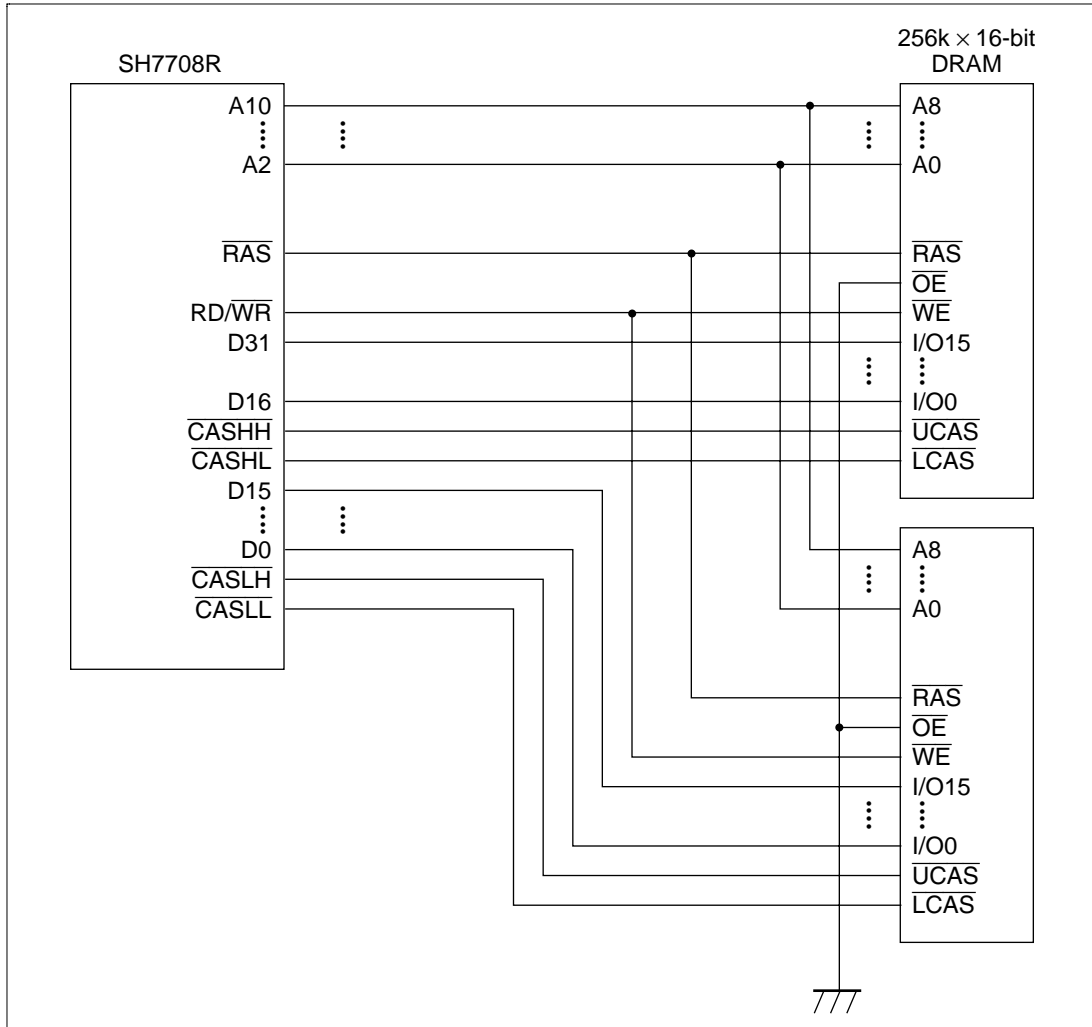 SH7708R
A10
A2
RAS
RD/WR
D31
D16
CASHH
CASHL
D15
D0
CASLH
CASLL
256k × 16-bit
DRAM
A8
A0
RAS
OE
WE
I/O15
I/O0
UCAS
LCAS
A8
A0
RAS
OE
WE
I/O15
I/O0
UCAS
LCAS